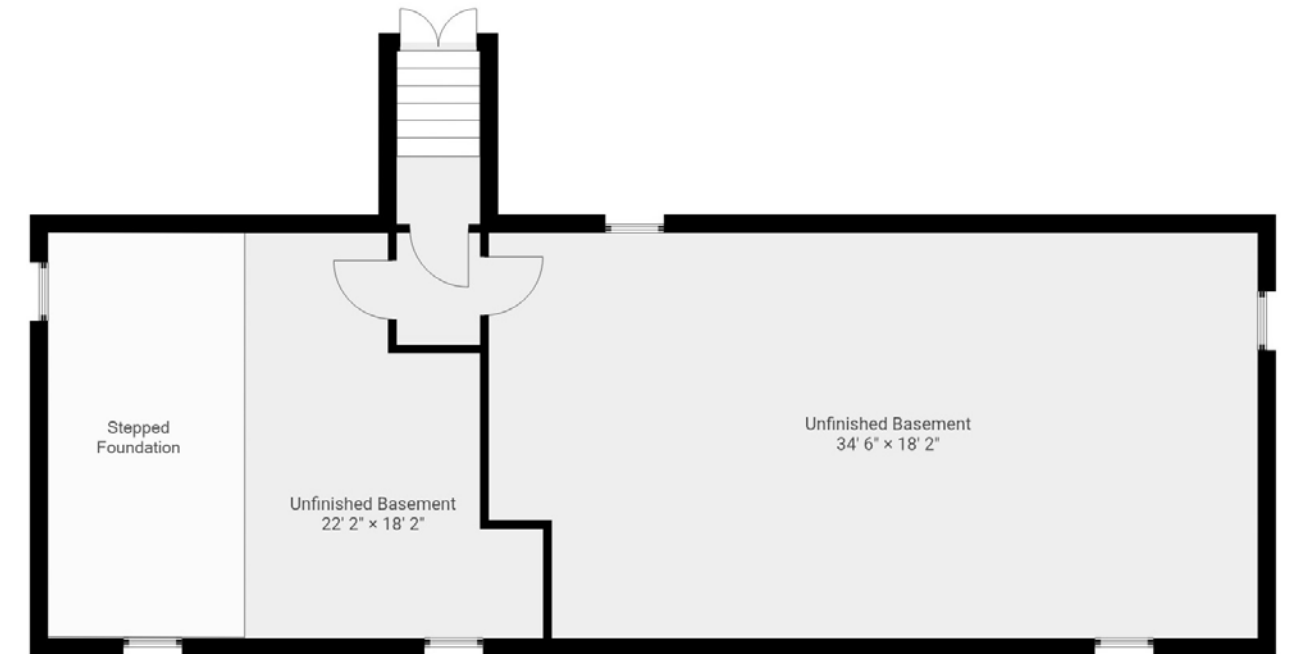 Stepped
Foundation
Unfinished Basement
22' 2" × 18' 2"
Unfinished Basement
34' 6" × 18' 2"